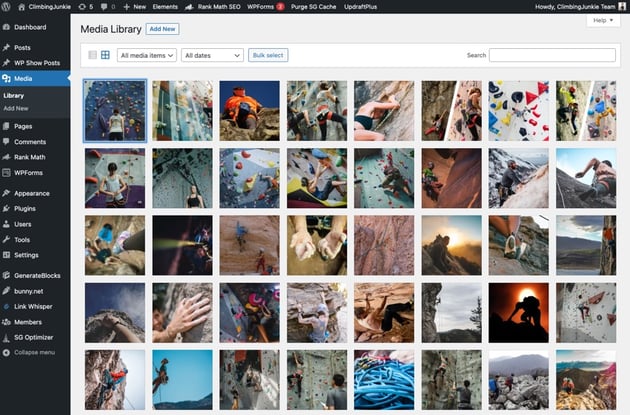 ClimbingJunkie 5 0 New Elements Rank Math SEO WPForms 2 Purge SG Cache UpdraftPlus Howdy, ClimbingJunkie Team
Help
Dashboard
Posts
WP Show Posts
Media
Library
Add New
Pages
Comments
Rank Math
WPForms
Appearance
Plugins
Users
Tools
Settings
GenerateBlocks
bunny.net
Link Whisper
Members
SG Optimizer
Collapse menu
Media Library Add New
All media items All dates Bulk select Search